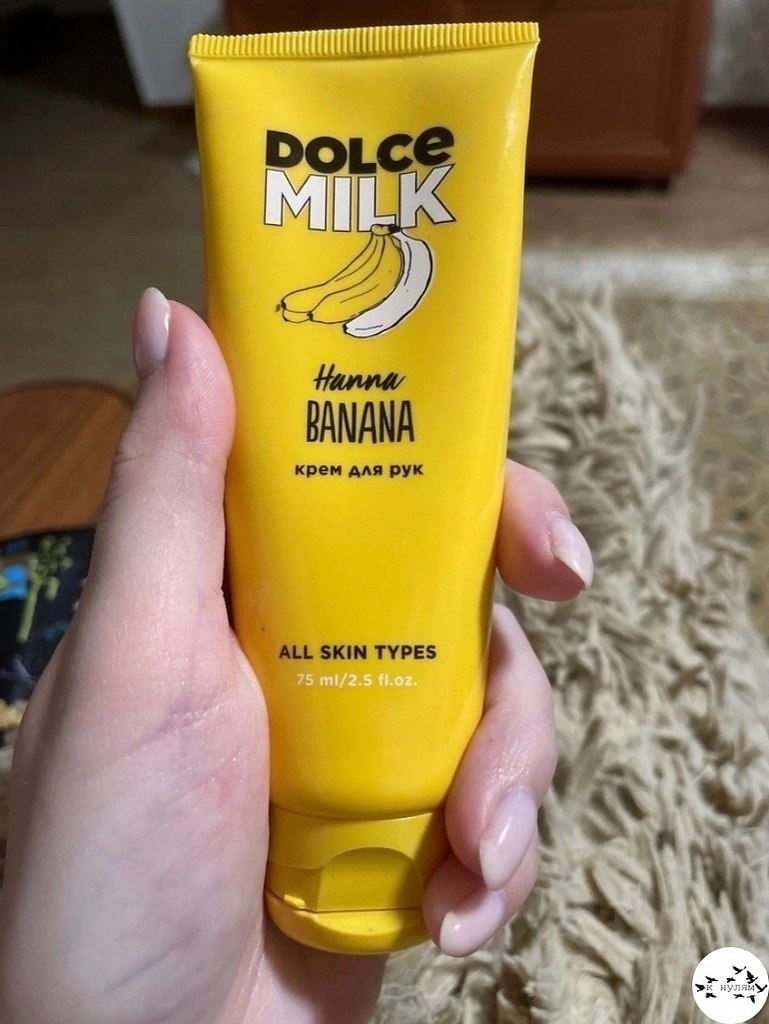 DOLCE
MILK
Hanna
BANANA
крем для рук
ALL SKIN TYPES
75 ml/2.5 fl.oz.
к нулям